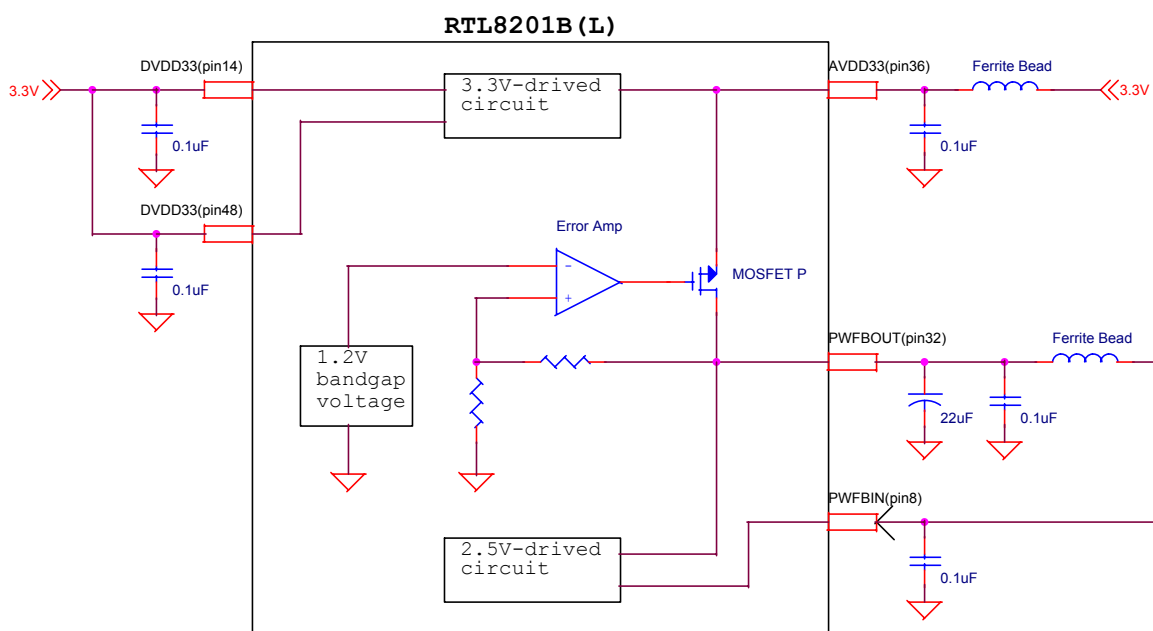 RTL8201B(L)
DVDD33(pin14)
AVDD33(pin36)
Ferrite Bead
3.3V
3.3V-drived
circuit
3.3V
0.1uF
0.1uF
DVDD33(pin48)
Error Amp
0.1uF
-
+
MOSFET P
PWFBOUT(pin32)
Ferrite Bead
1.2V
bandgap
voltage
22uF
0.1uF
PWFBIN(pin8)
2.5V-drived
circuit
0.1uF